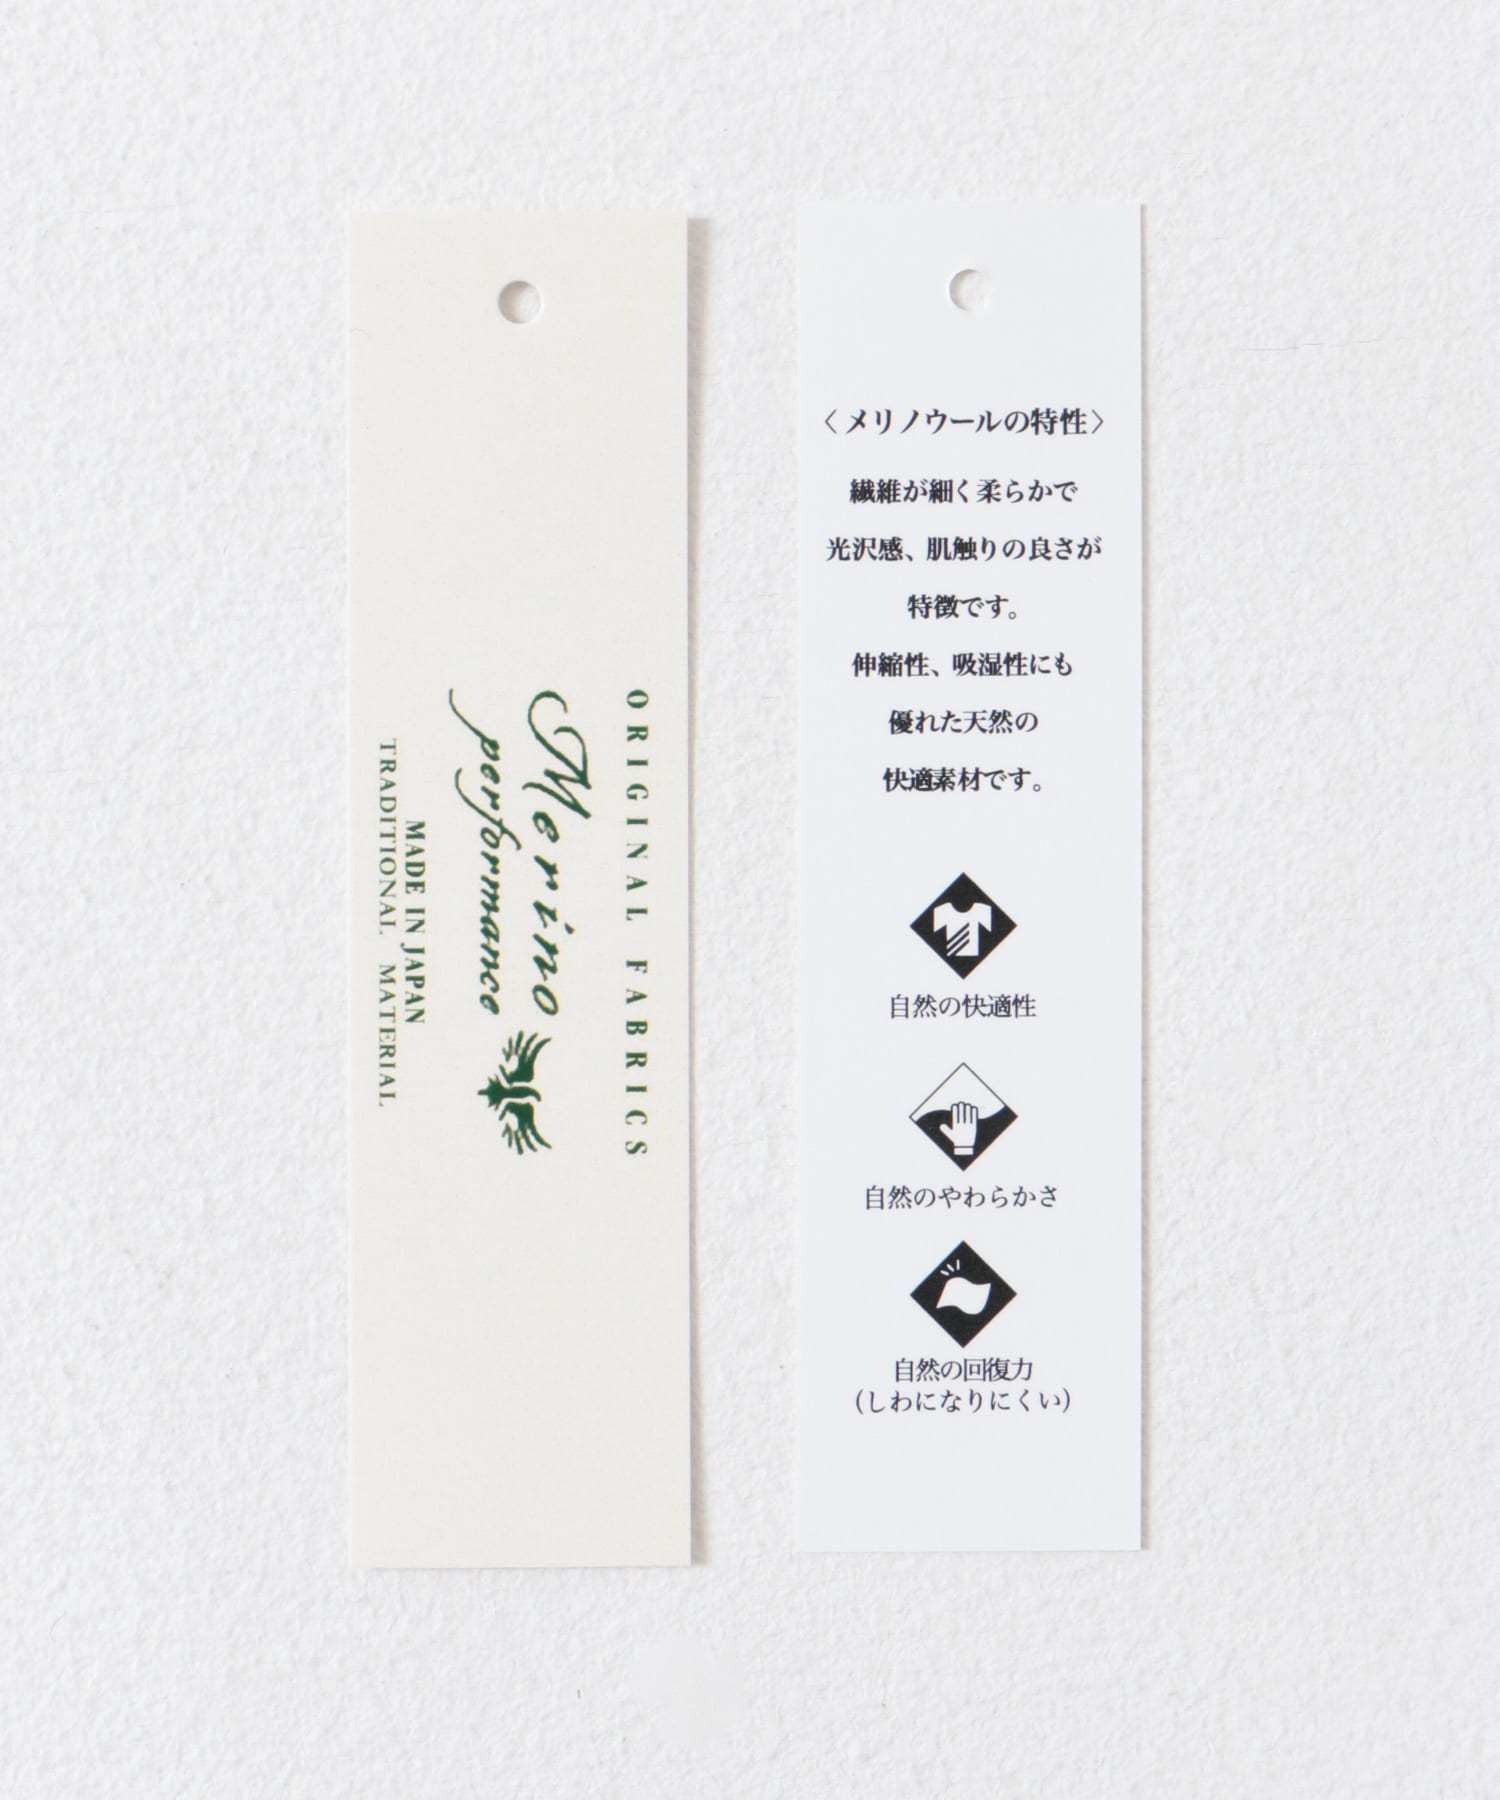 ORIGINAL FABRICS
Merino
performance
MADE IN JAPAN
TRADITIONAL MATERIAL
〈メリノウールの特性〉
繊維が細く柔らかで
光沢感、肌触りの良さが
特徴です。
伸縮性、吸湿性にも
優れた天然の
快適素材です。
自然の快適性
自然のやわらかさ
自然の回復力
(しわになりにくい)